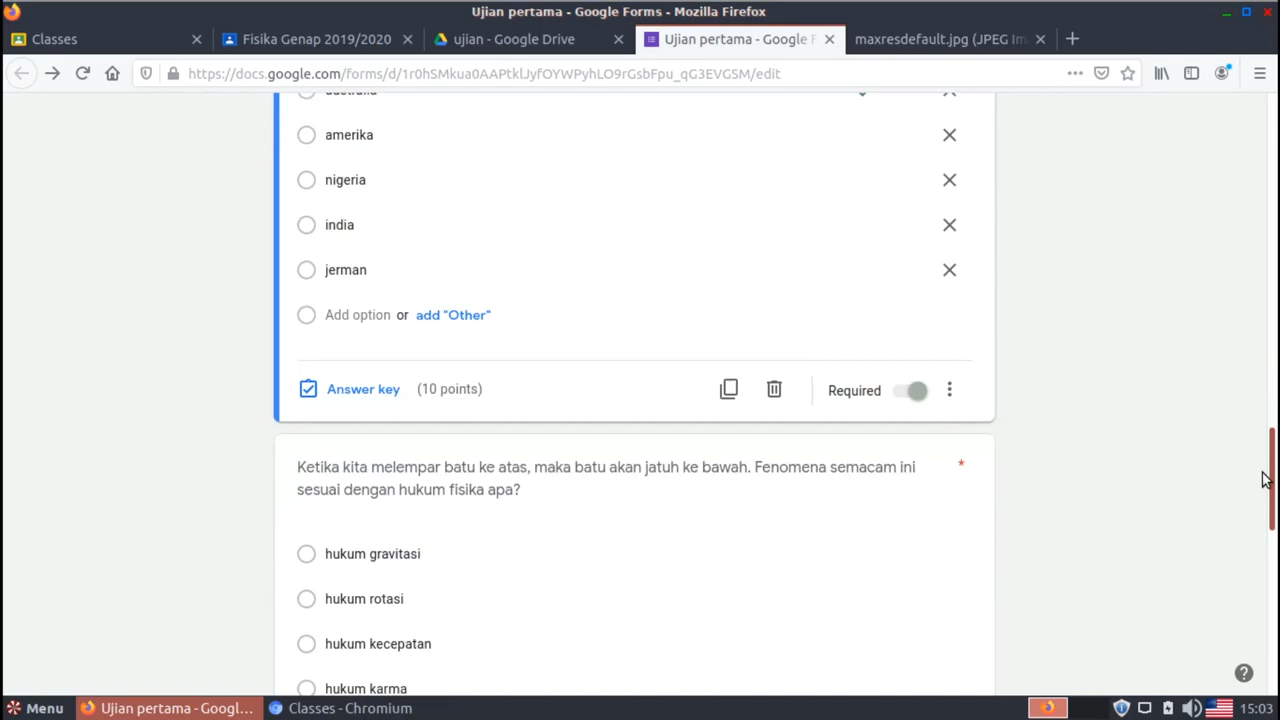 Ujian pertama - Google Forms - Mozilla Firefox
Classes
Fisika Genap 2019/2020
ujian - Google Drive
Ujian pertama - Google F
maxresdefault.jpg (JPEG Im
https://docs.google.com/forms/d/1r0hSMkua0AAPtklJyfOYWPyhLO9rGsbFpu_qG3EVGSM/edit
australia
amerika
nigeria
india
jerman
Add option or add "Other"
Answer key (10 points)
Required
Ketika kita melempar batu ke atas, maka batu akan jatuh ke bawah. Fenomena semacam ini *
sesuai dengan hukum fisika apa?
hukum gravitasi
hukum rotasi
hukum kecepatan
hukum karma
Menu
Ujian pertama - Googl...
Classes - Chromium
15:03